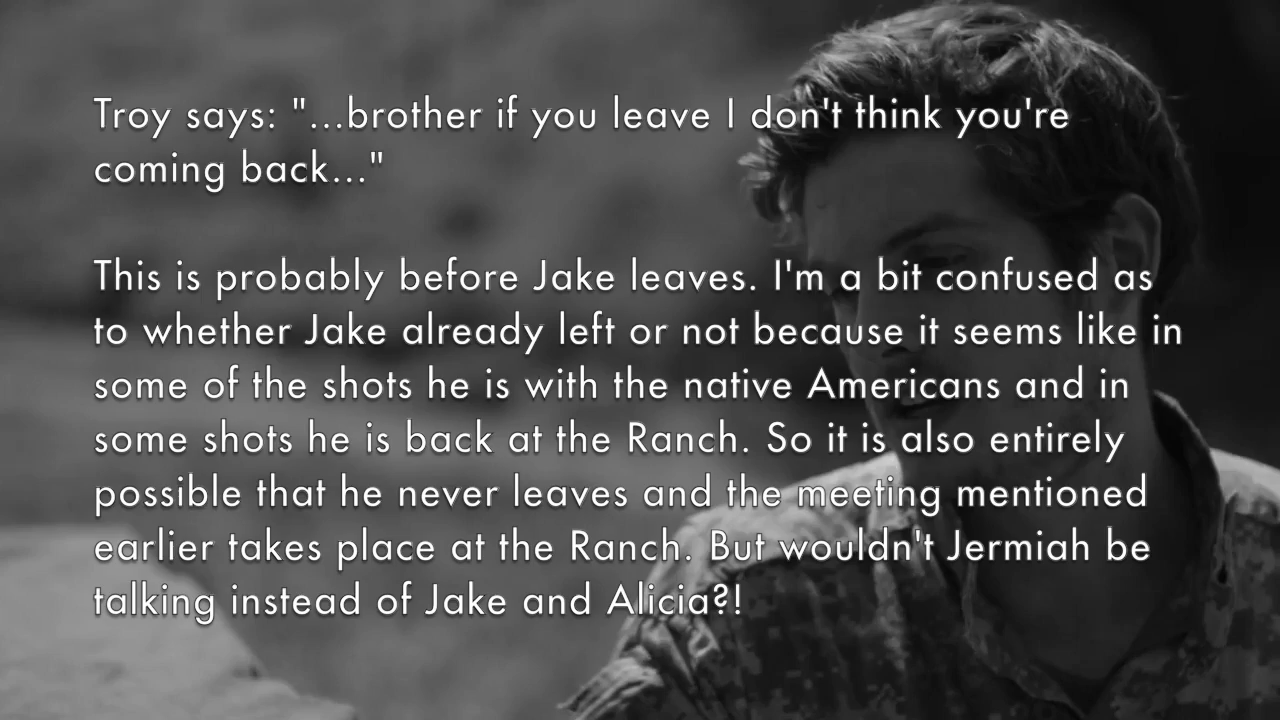 Troy says: "...brother if you leave I don't think you're
coming back..."
This is probably before Jake leaves. I'm a bit confused as
to whether Jake already left or not because it seems like in
some of the shots he is with the native Americans and in
some shots he is back at the Ranch. So it is also entirely
possible that he never leaves and the meeting mentioned
earlier takes place at the Ranch. But wouldn't Jermiah be
talking instead of Jake and Alicia?!